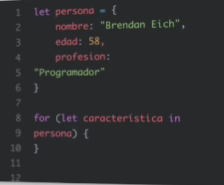 1 let persona = {
2 nombre: "Brendan Eich",
3 edad: 58,
4 profesion:
5 "Programador"
6 }
7
8 for (let caracteristica in
9 persona) {
10 }
11
12